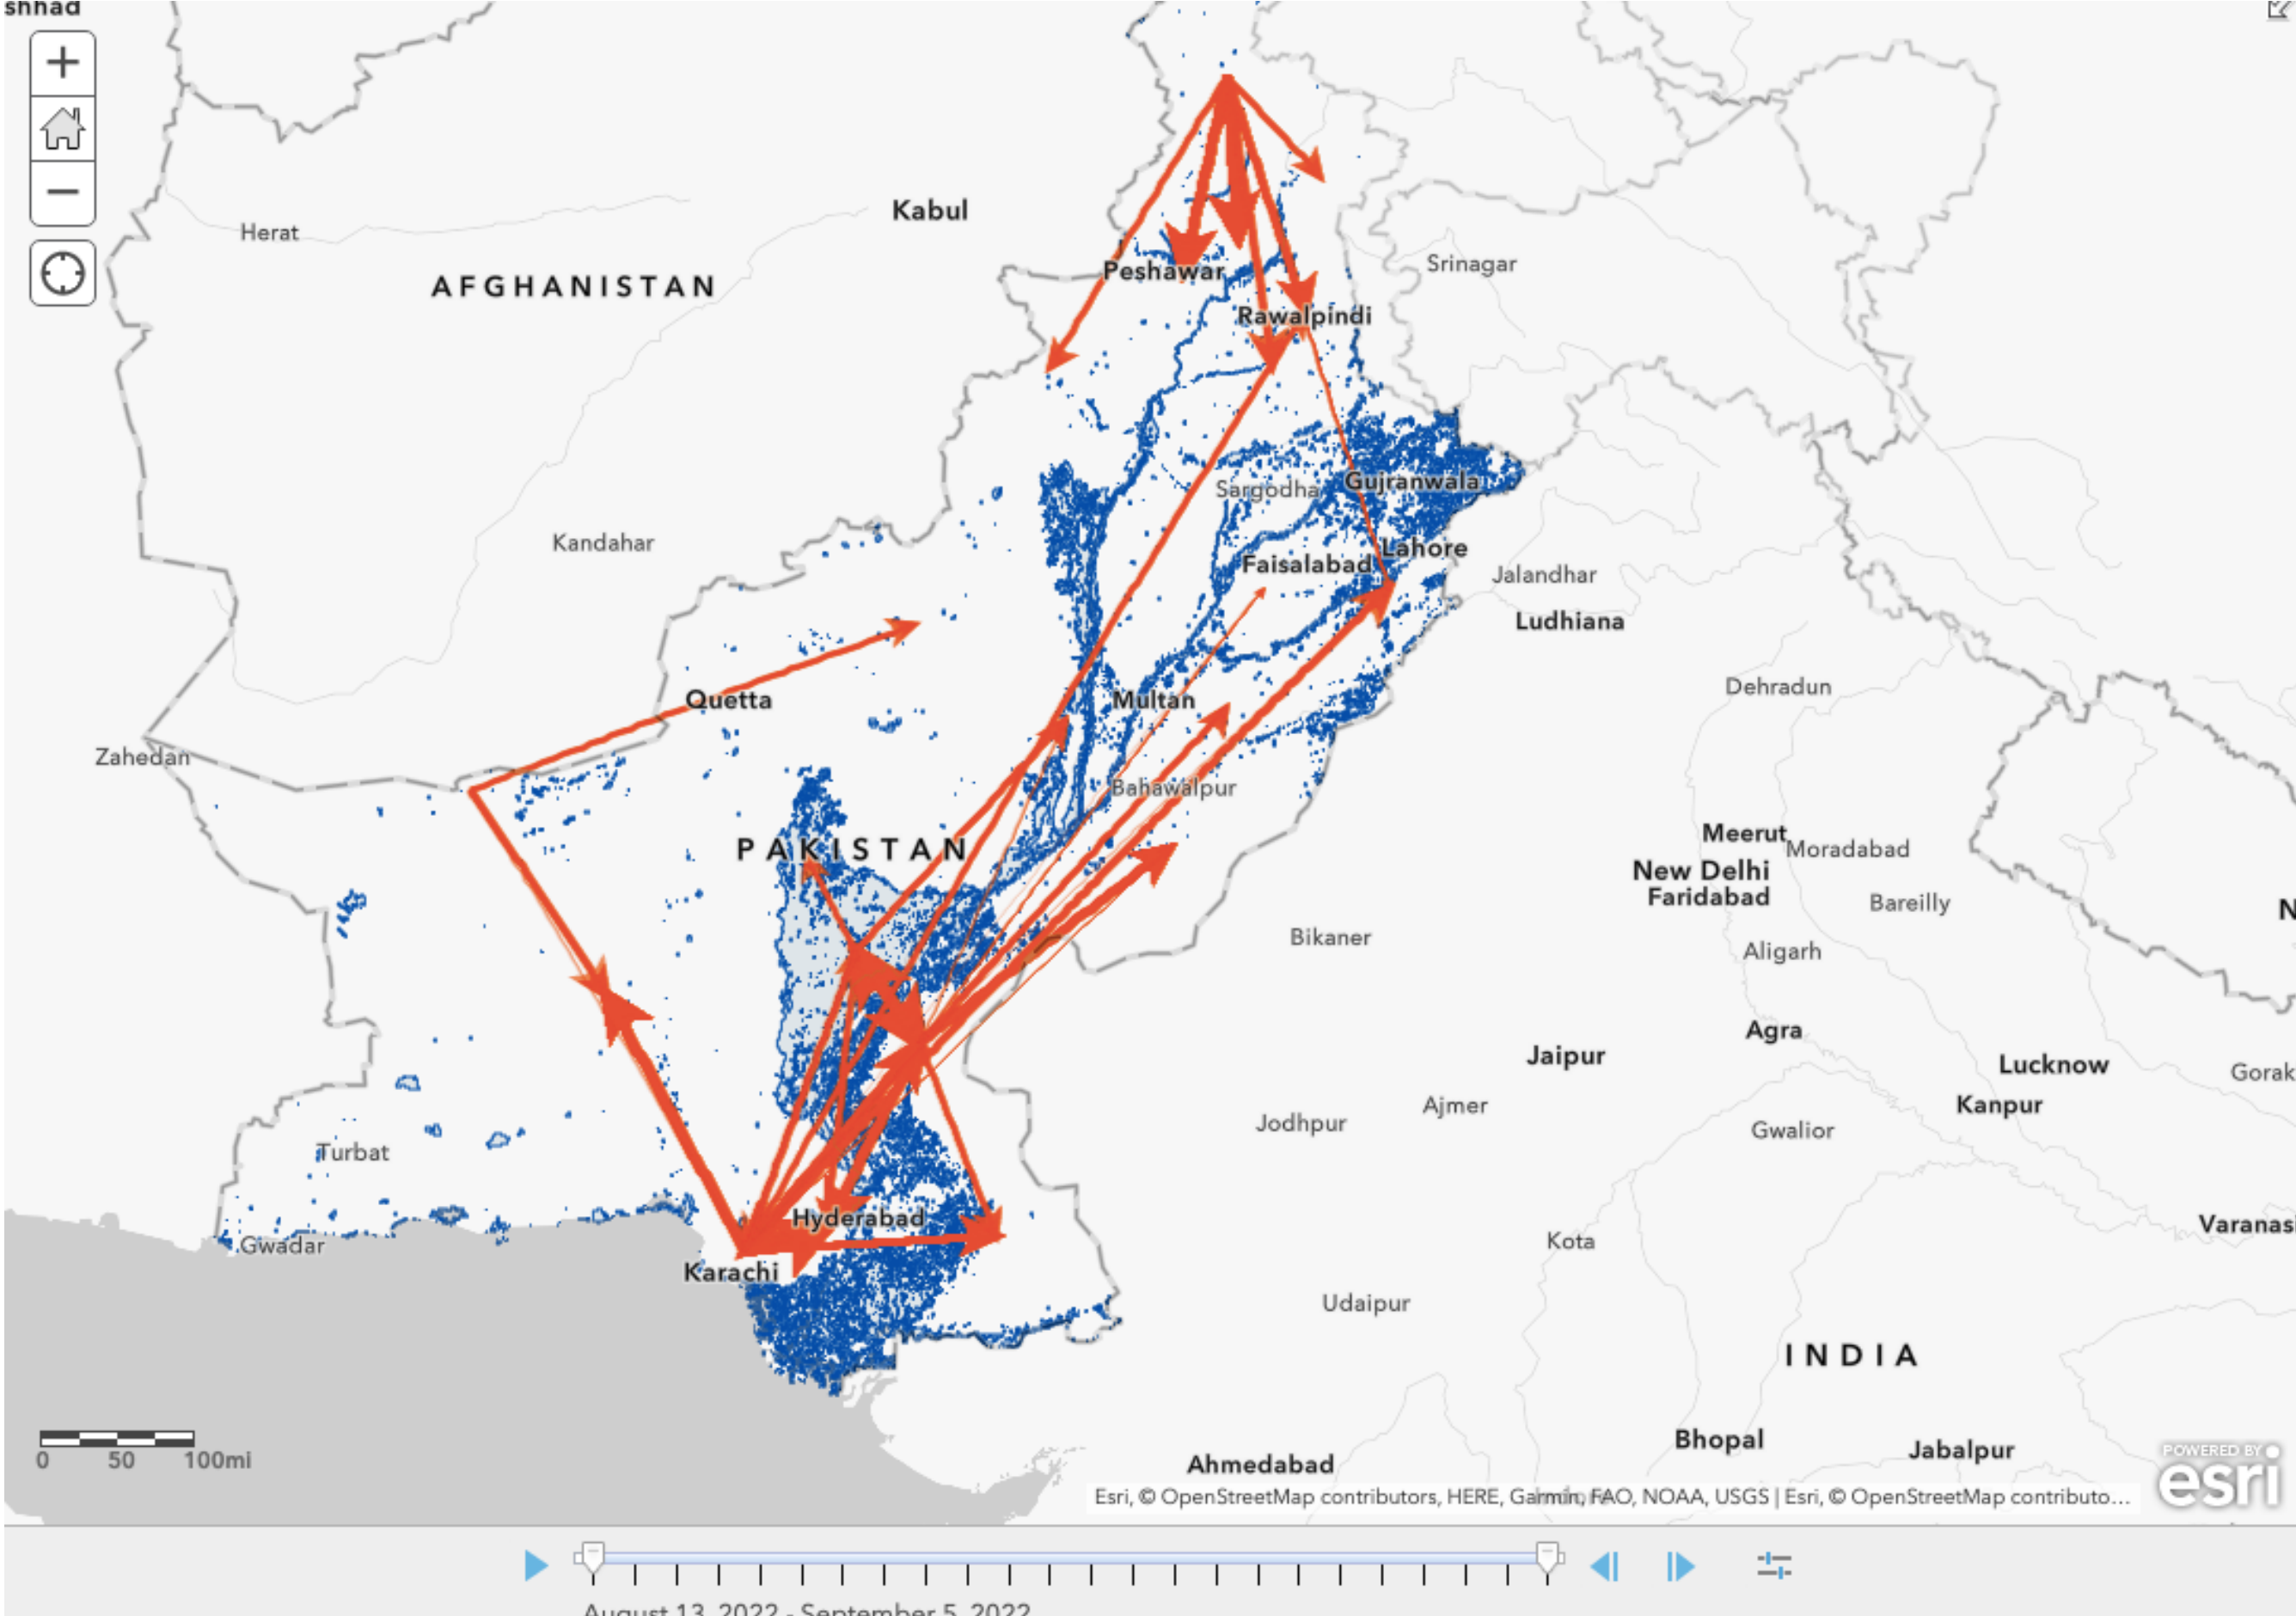 shhad
+
−
Kabul
Herat
AFGHANISTAN
Peshawar
Srinagar
Rawalpindi
Gujranwala
Sargodha
Kandahar
Lahore
Faisalabad
Jalandhar
Ludhiana
Dehradun
Quetta
Multan
Zahedan
Bahawalpur
Meerut
PAKISTAN
Moradabad
New Delhi
Faridabad
Bareilly
N
Bikaner
Aligarh
Agra
Jaipur
Lucknow
Gorak
Ajmer
Kanpur
Jodhpur
Gwalior
Turbat
Hyderabad
Varanas
Gwadar
Kota
Karachi
Udaipur
INDIA
Bhopal
Jabalpur
Ahmedabad
0 50 100mi
POWERED BY
esri
Esri, © OpenStreetMap contributors, HERE, Garmin, FAO, NOAA, USGS | Esri, © OpenStreetMap contributo...
August 13, 2022 - September 5, 2022